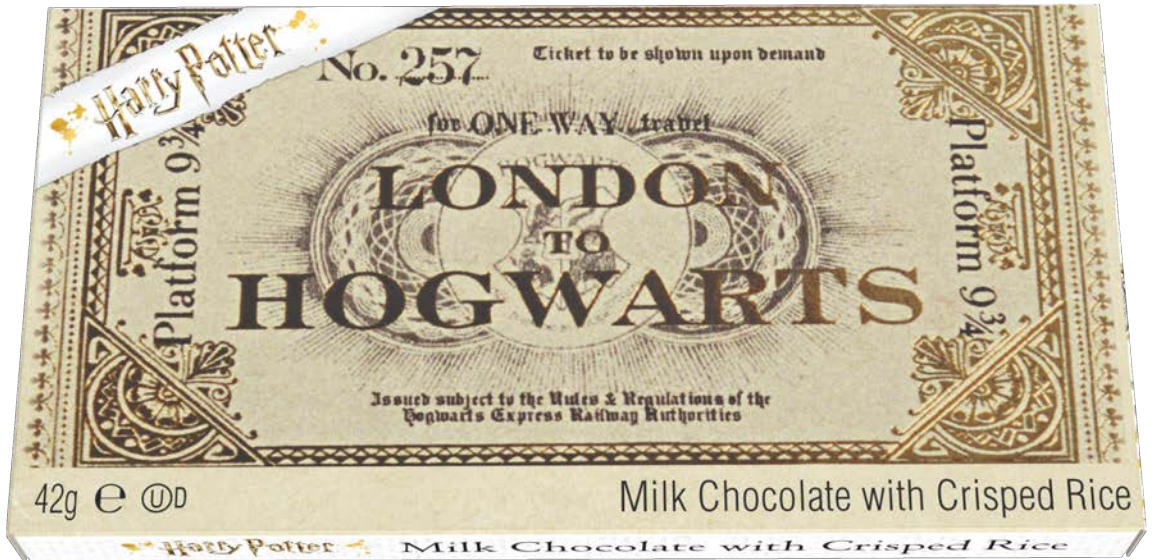 Harry Potter
No. 257
Ticket to be shown upon demand
for ONE WAY travel
HOGWARTS
LONDON
TO
HOGWARTS
Platform 9¾
Platform 9¾
Issued subject to the Rules & Regulations of the
Hogwarts Express Railway Authorities
42g ℮ ⓊD
Milk Chocolate with Crisped Rice
Harry Potter Milk Chocolate with Crisped Rice